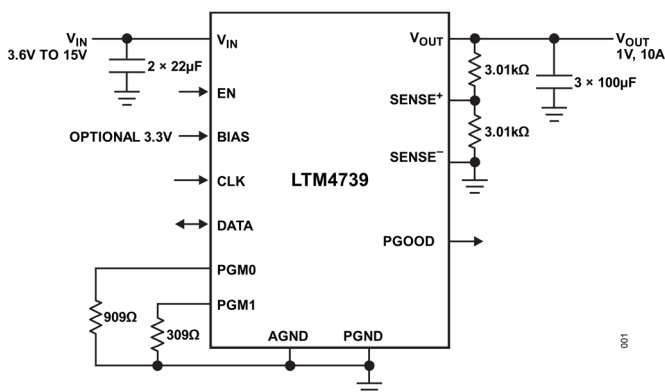 VIN
3.6V TO 15V
2 × 22µF
VIN
EN
OPTIONAL 3.3V
BIAS
CLK
DATA
PGM0
PGM1
909Ω
309Ω
LTM4739
AGND
PGND
VOUT
SENSE+
SENSE−
PGOOD
3.01kΩ
3.01kΩ
3 × 100µF
VOUT
1V, 10A
001